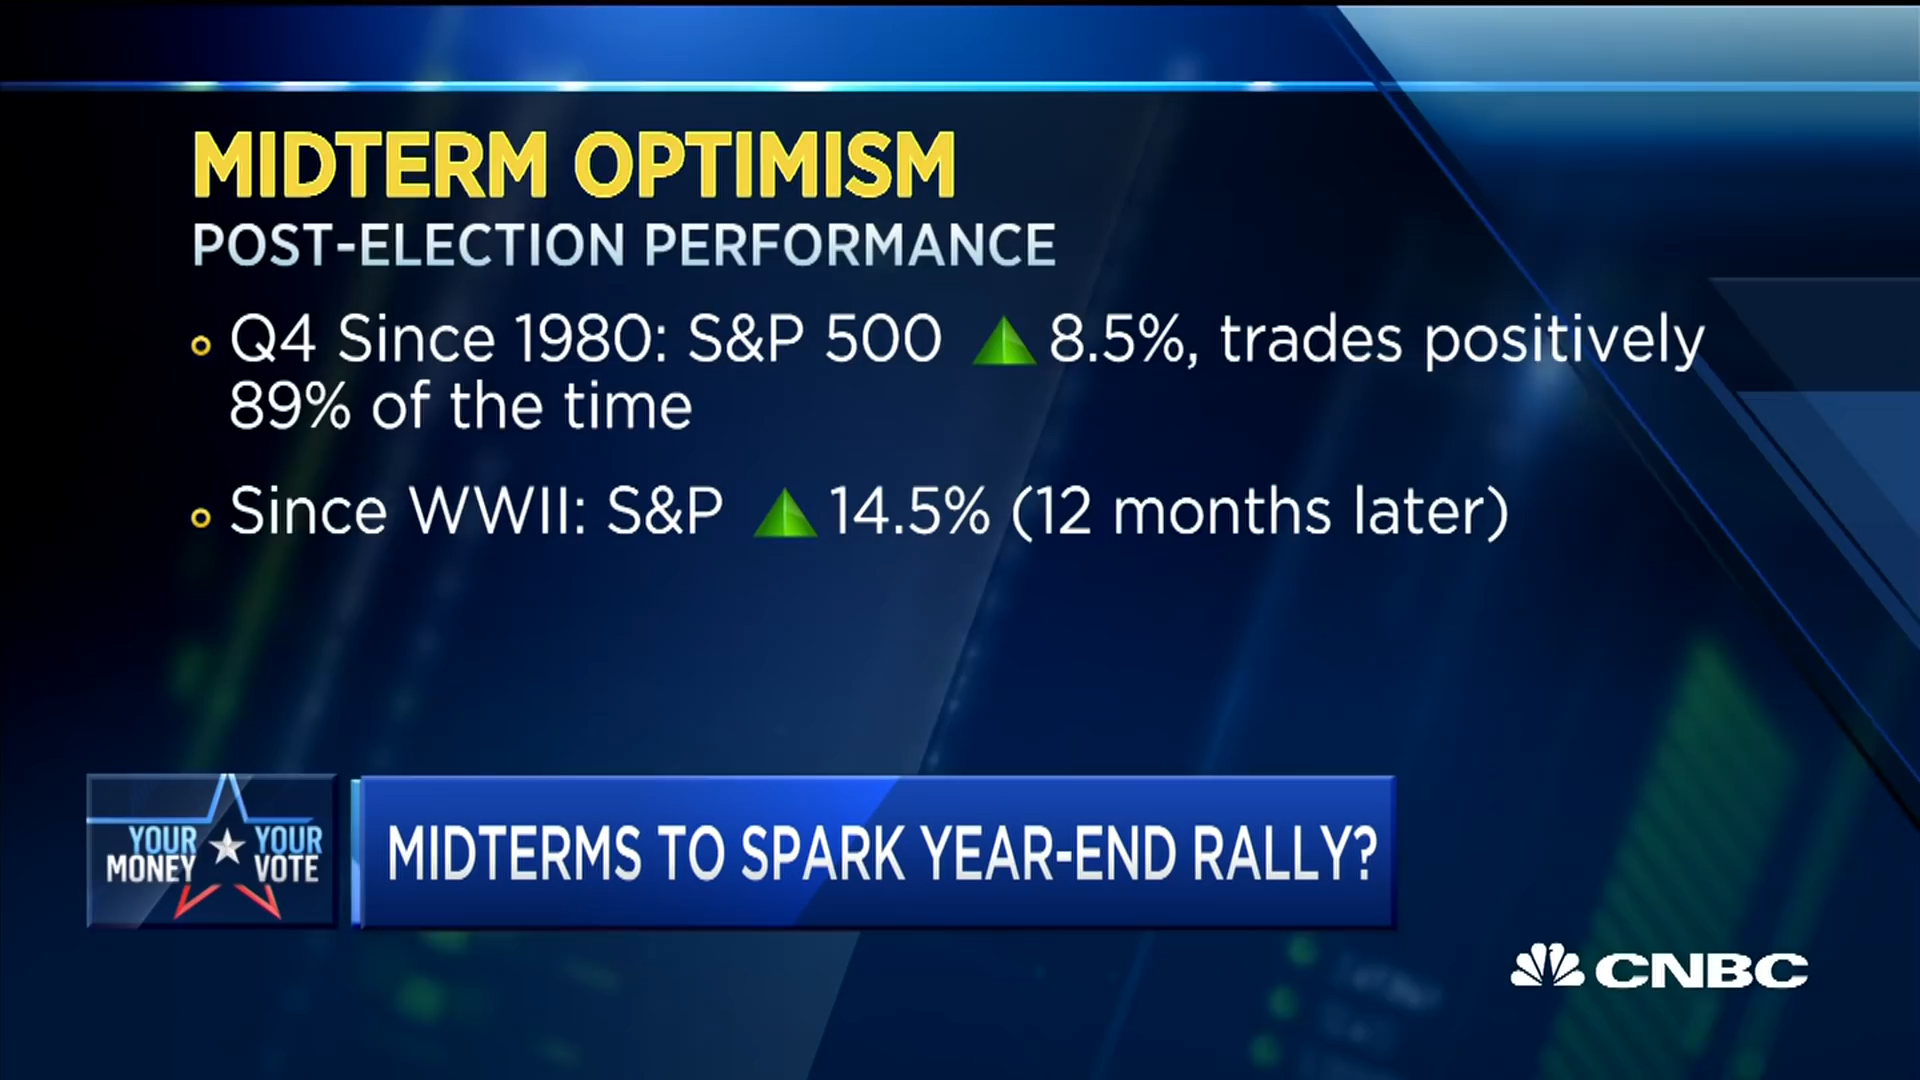 MIDTERM OPTIMISM
POST-ELECTION PERFORMANCE
Q4 Since 1980: S&P 500 ▲ 8.5%, trades positively
89% of the time
Since WWII: S&P ▲ 14.5% (12 months later)
YOUR MONEY ★ YOUR VOTE
MIDTERMS TO SPARK YEAR-END RALLY?
CNBC